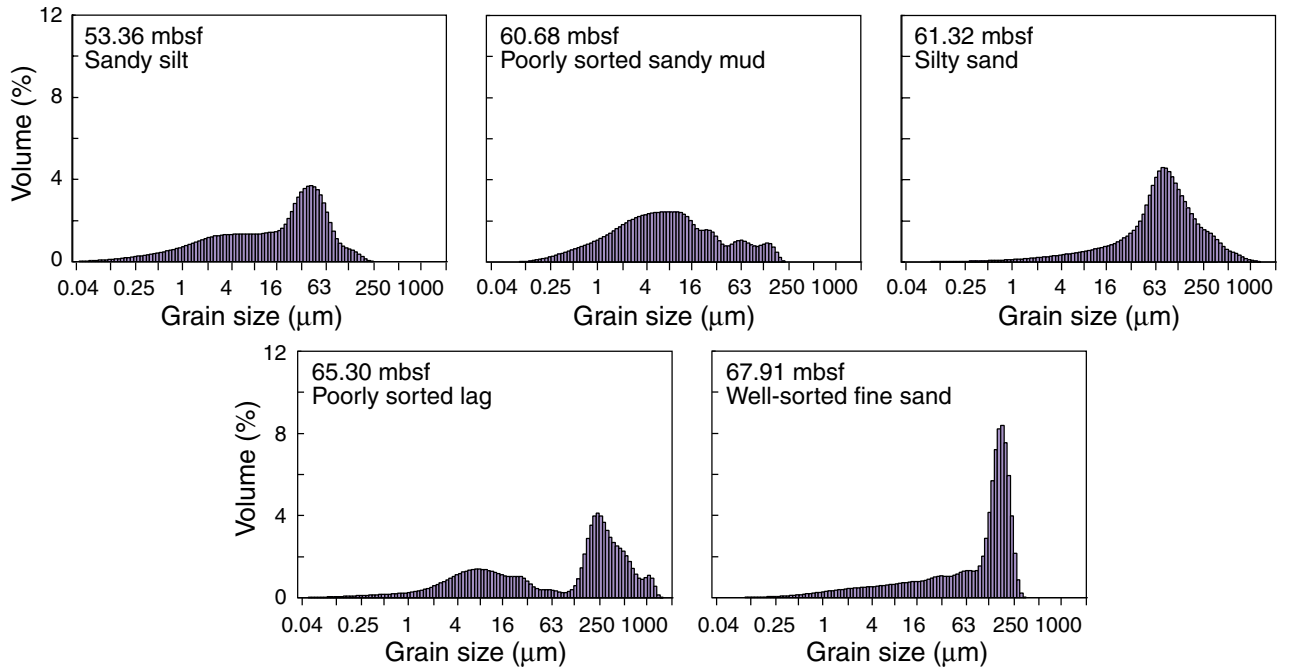 12
8
4
0
Volume (%)
53.36 mbsf
Sandy silt
0.04 0.25 1 4 16 63 250 1000
Grain size (μm)
60.68 mbsf
Poorly sorted sandy mud
0.04 0.25 1 4 16 63 250 1000
Grain size (μm)
61.32 mbsf
Silty sand
0.04 0.25 1 4 16 63 250 1000
Grain size (μm)
12
8
4
0
Volume (%)
65.30 mbsf
Poorly sorted lag
0.04 0.25 1 4 16 63 250 1000
Grain size (μm)
67.91 mbsf
Well-sorted fine sand
0.04 0.25 1 4 16 63 250 1000
Grain size (μm)